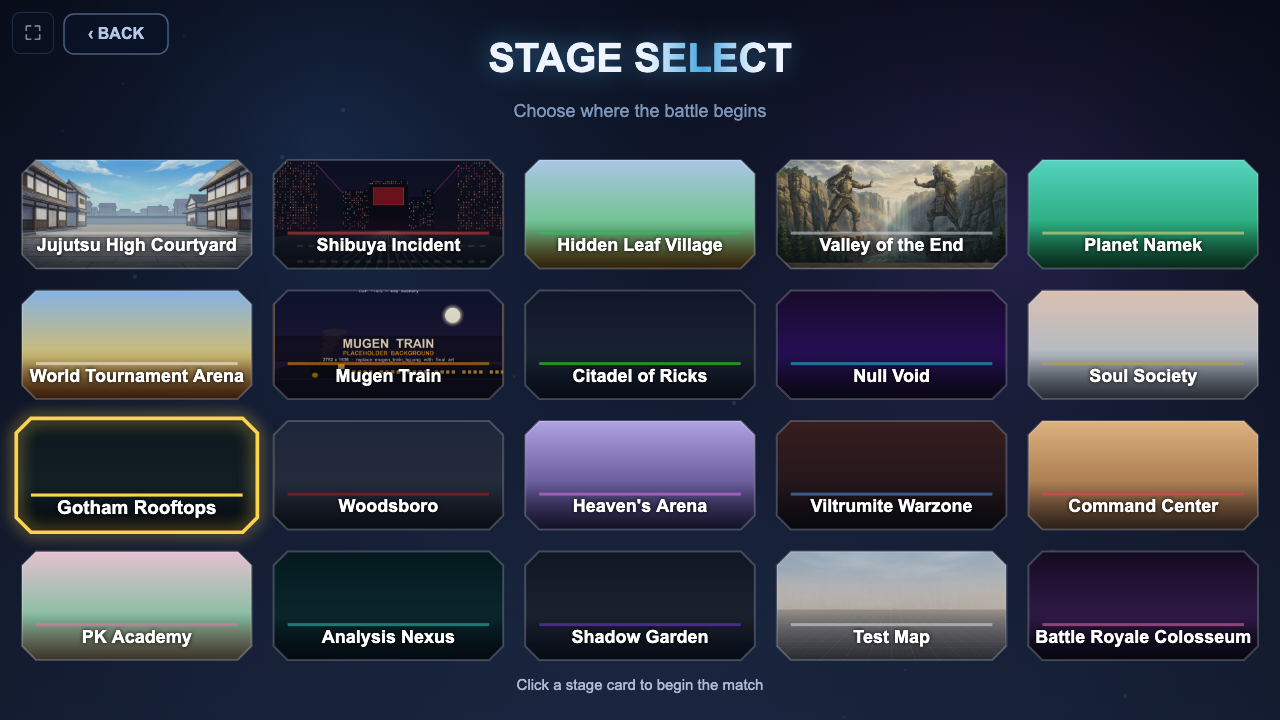 ‹ BACK
STAGE SELECT
Choose where the battle begins
Jujutsu High Courtyard
Shibuya Incident
Hidden Leaf Village
Valley of the End
Planet Namek
World Tournament Arena
MUGEN TRAIN
PLACEHOLDER BACKGROUND
Mugen Train
Citadel of Ricks
Null Void
Soul Society
Gotham Rooftops
Woodsboro
Heaven's Arena
Viltrumite Warzone
Command Center
PK Academy
Analysis Nexus
Shadow Garden
Test Map
Battle Royale Colosseum
Click a stage card to begin the match